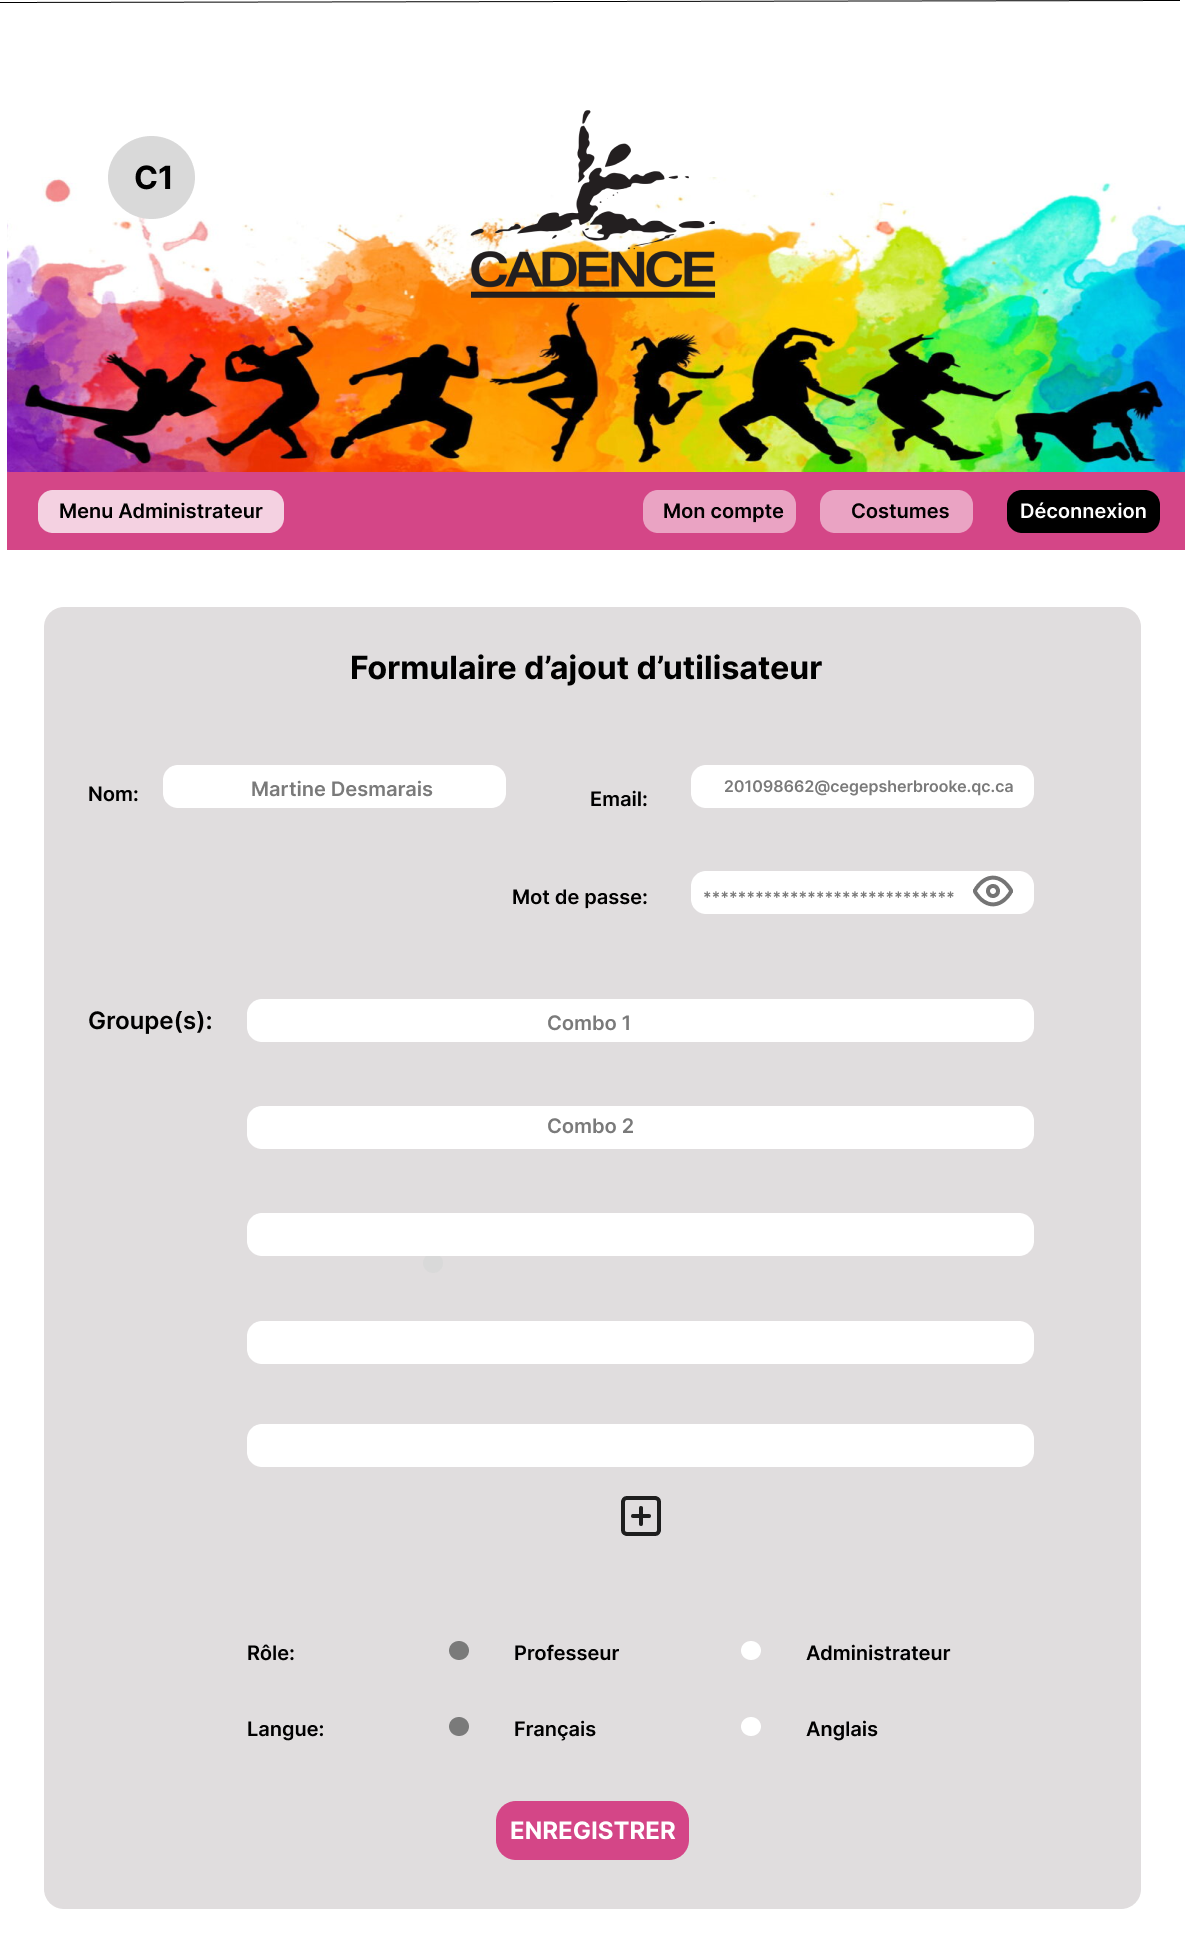 C1
CADENCE
Menu Administrateur
Mon compte
Costumes
Déconnexion
Formulaire d’ajout d’utilisateur
Nom:
Martine Desmarais
Email:
201098662@cegepsherbrooke.qc.ca
Mot de passe:
*****************************
Groupe(s):
Combo 1
Combo 2
Rôle:
Professeur
Administrateur
Langue:
Français
Anglais
ENREGISTRER